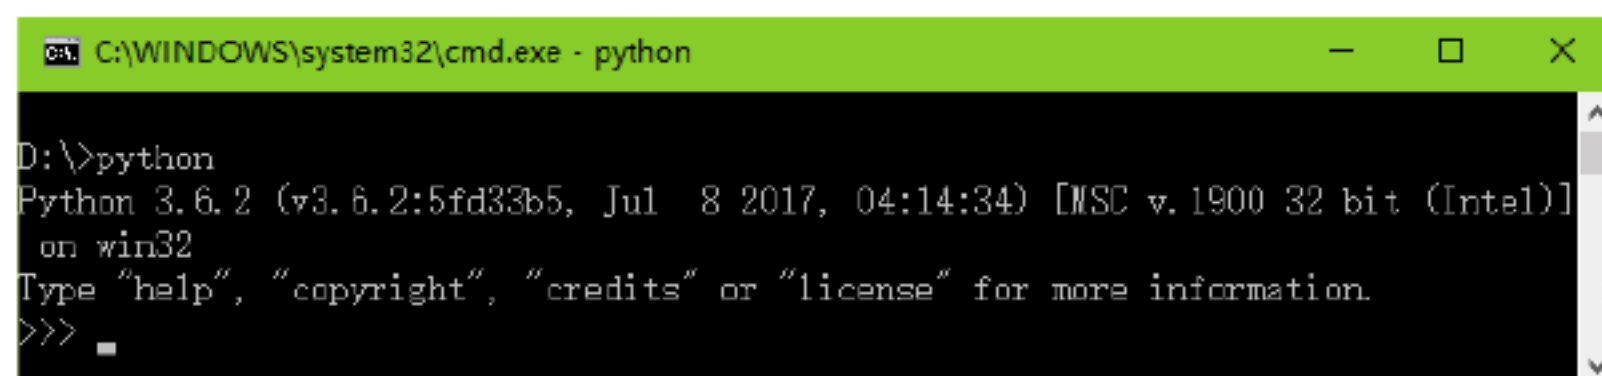 C:\WINDOWS\system32\cmd.exe - python
D:\>python
Python 3.6.2 (v3.6.2:5fd33b5, Jul  8 2017, 04:14:34) [MSC v.1900 32 bit (Intel)]
 on win32
Type "help", "copyright", "credits" or "license" for more information.
>>> _